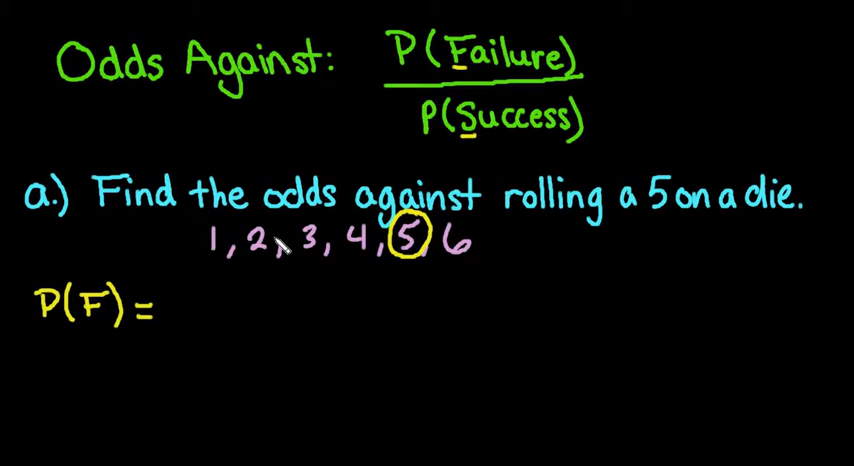 Odds Against: P(Failure)
P(Success)
a.) Find the odds against rolling a 5 on a die.
1, 2, 3, 4, 5, 6
P(F) =